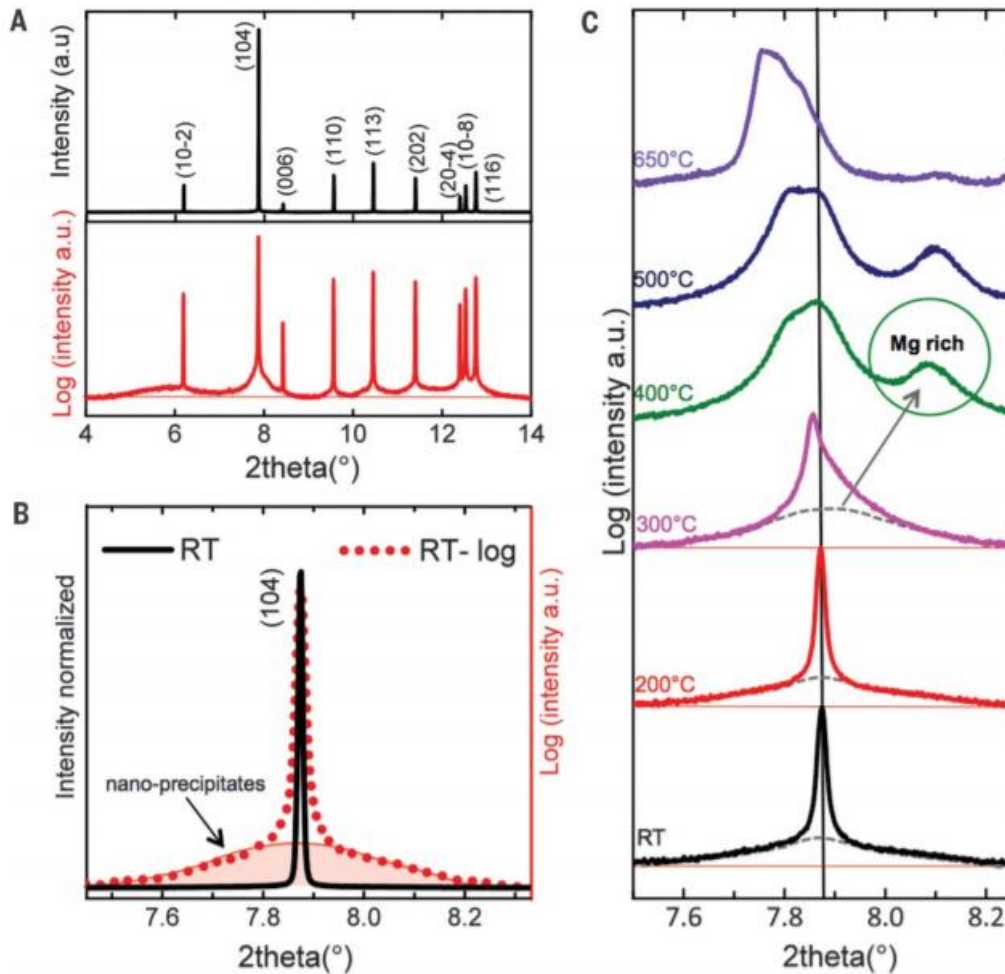 A
Intensity (a.u)
(10-2)
(104)
(006)
(110)
(113)
(202)
(20-4)
(10-8)
(116)
Log (intensity a.u.)
4 6 8 10 12 14
2theta(°)
B
RT
RT- log
(104)
Intensity normalized
nano-precipitates
Log (intensity a.u.)
7.6 7.8 8.0 8.2
2theta(°)
C
650°C
500°C
Mg rich
400°C
300°C
200°C
RT
Log (intensity a.u.)
7.6 7.8 8.0 8.2
2theta(°)